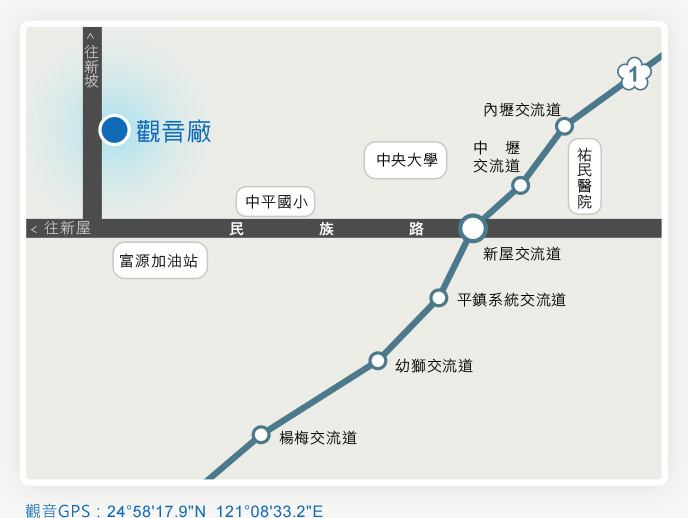 ^往新坡
觀音廠
1
內壢交流道
中 壢
交流道
祐民醫院
中央大學
中平國小
< 往新屋
民 族 路
富源加油站
新屋交流道
平鎮系統交流道
幼獅交流道
楊梅交流道
觀音GPS：24°58'17.9"N 121°08'33.2"E